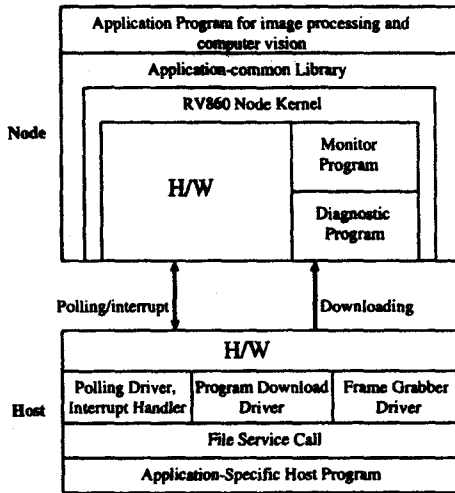 Application Program for image processing and
computer vision
Application-common Library
RV860 Node Kernel
Node
H/W
Monitor
Program
Diagnostic
Program
Polling/interrupt
Downloading
H/W
Host
Polling Driver,
Interrupt Handler
Program Download
Driver
Frame Grabber
Driver
File Service Call
Application-Specific Host Program